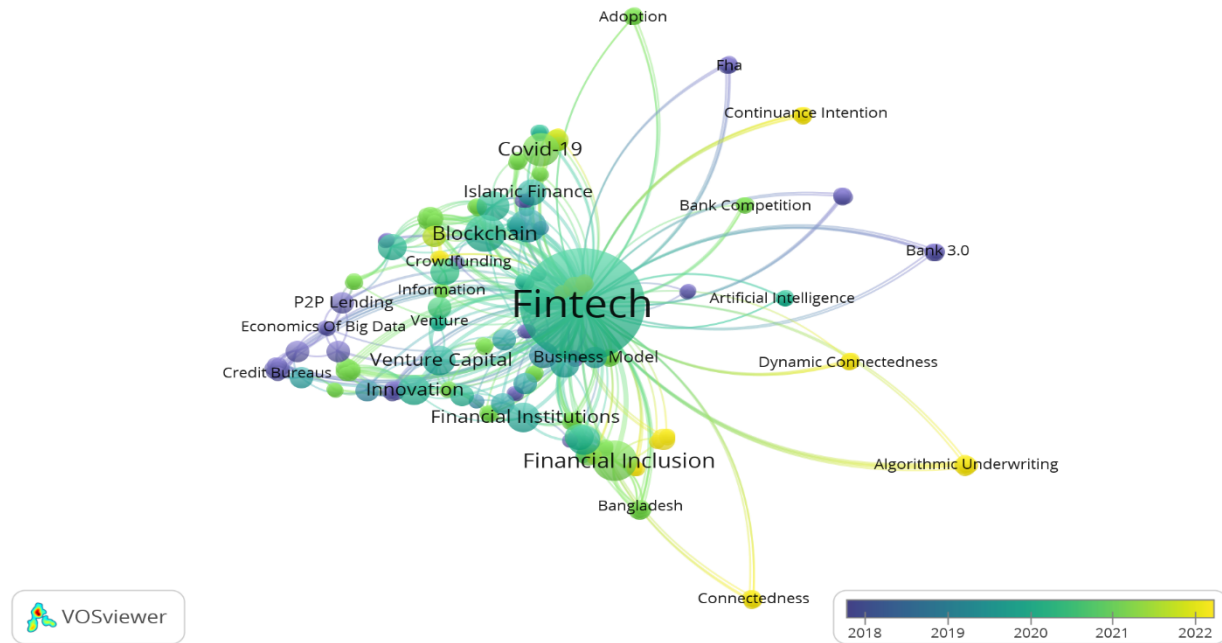 Adoption
Fha
Continuance Intention
Covid-19
Islamic Finance
Bank Competition
Blockchain
Bank 3.0
Crowdfunding
Information
P2P Lending
Fintech
Artificial Intelligence
Economics Of Big Data
Venture
Venture Capital
Business Model
Dynamic Connectedness
Credit Bureaus
Innovation
Financial Institutions
Financial Inclusion
Algorithmic Underwriting
Bangladesh
Connectedness
VOSviewer
2018 2019 2020 2021 2022